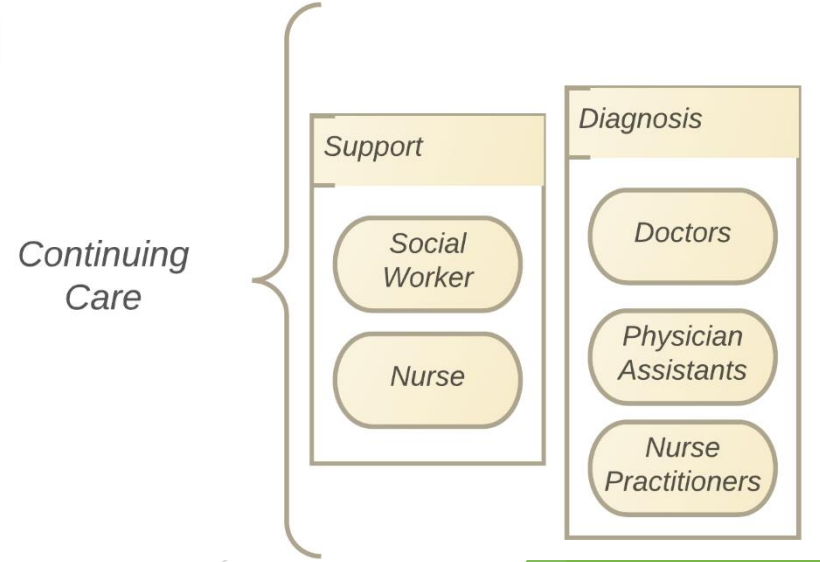 Continuing
Care
Support
Social
Worker
Nurse
Diagnosis
Doctors
Physician
Assistants
Nurse
Practitioners